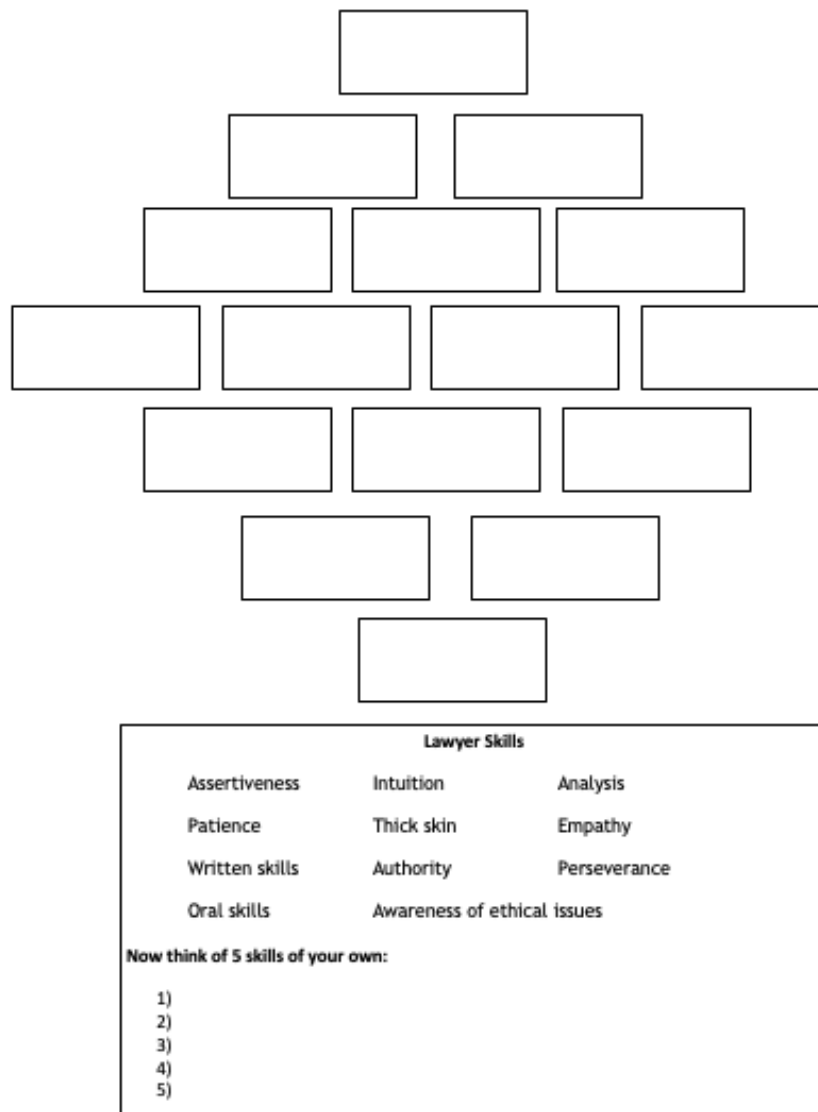 Lawyer Skills
Assertiveness Intuition Analysis
Patience Thick skin Empathy
Written skills Authority Perseverance
Oral skills Awareness of ethical issues
Now think of 5 skills of your own:
1)
2)
3)
4)
5)